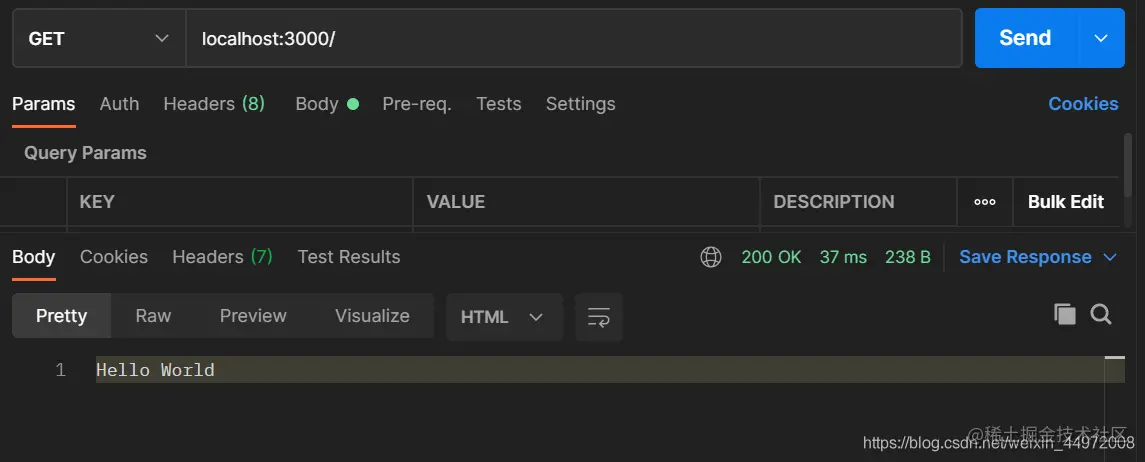 GET localhost:3000/ Send
Params Auth Headers (8) Body Pre-req. Tests Settings Cookies
Query Params
KEY VALUE DESCRIPTION ooo Bulk Edit
Body Cookies Headers (7) Test Results 200 OK 37 ms 238 B Save Response
Pretty Raw Preview Visualize HTML
1 Hello World
@稀土掘金技术社区
https://blog.csdn.net/weixin_44972008